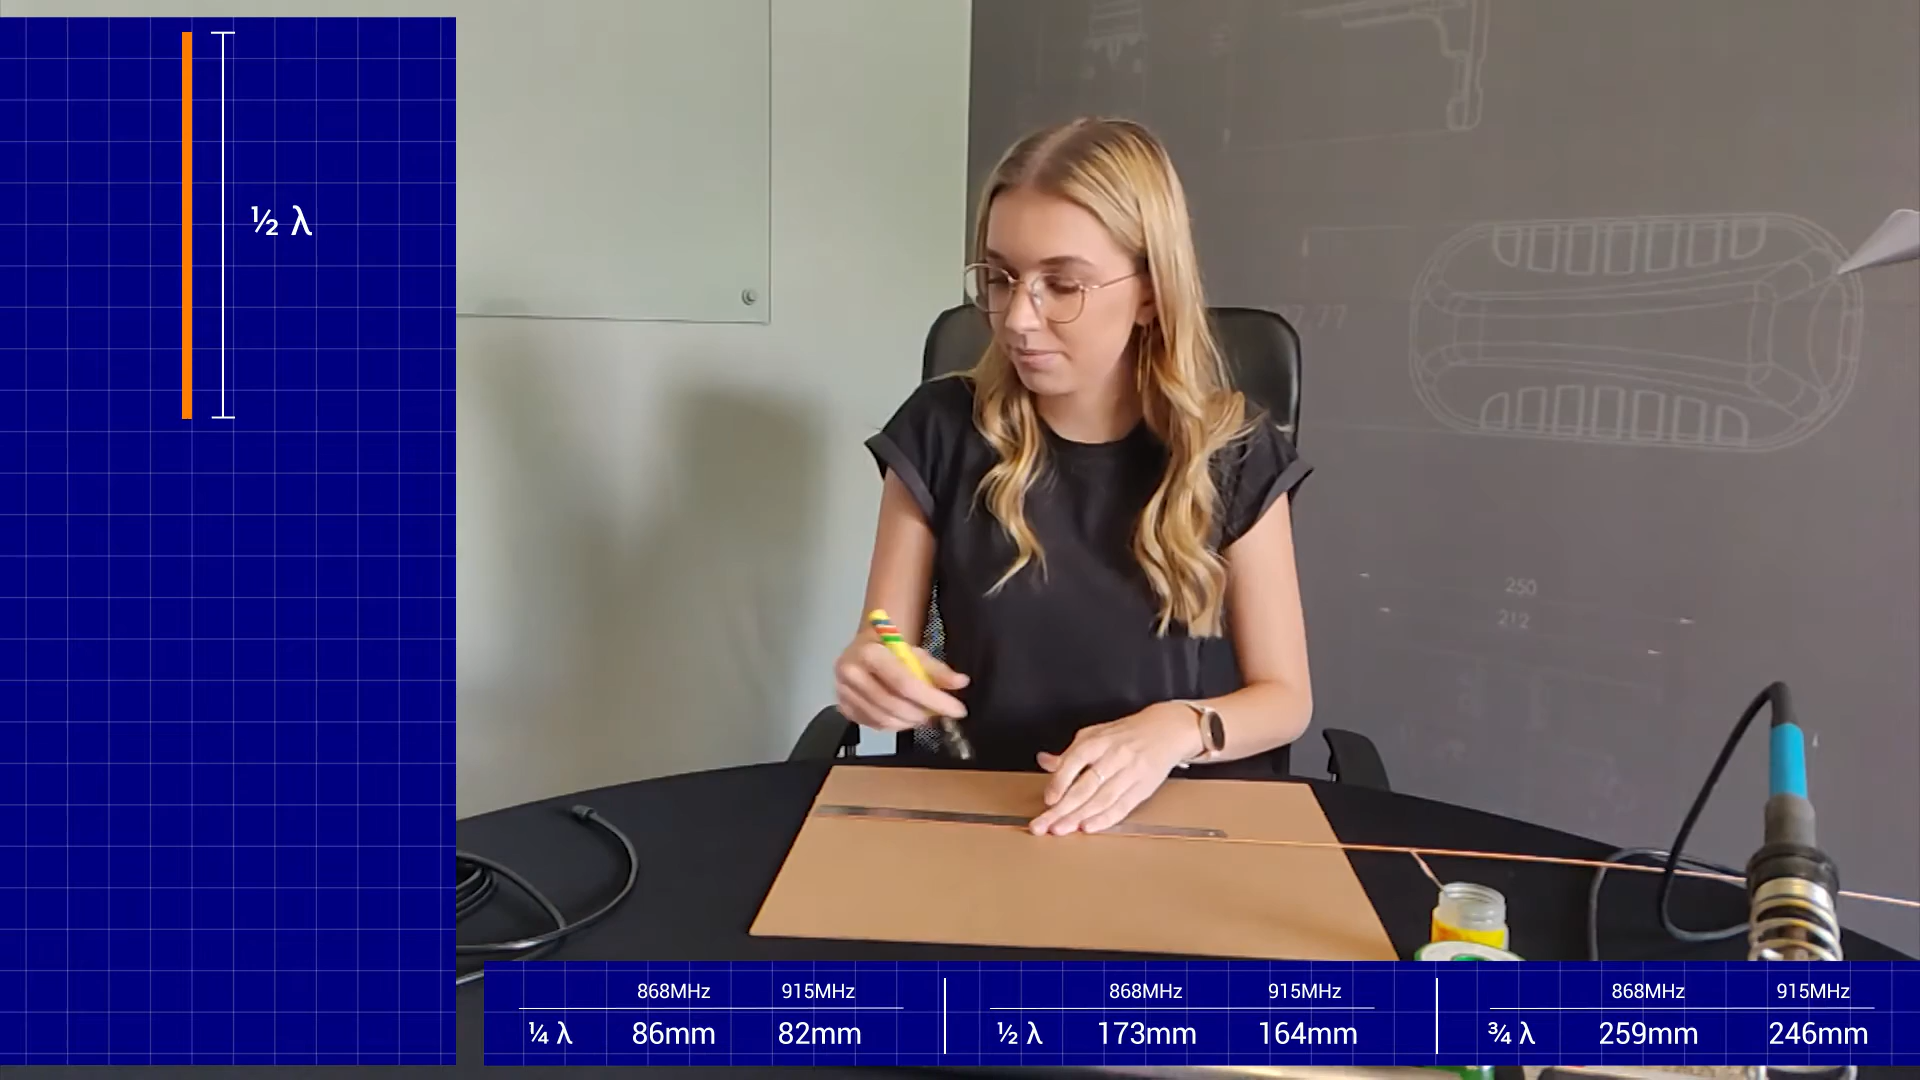 ½ λ
250
212
868MHz 915MHz
¼ λ 86mm 82mm
868MHz 915MHz
½ λ 173mm 164mm
868MHz 915MHz
¾ λ 259mm 246mm